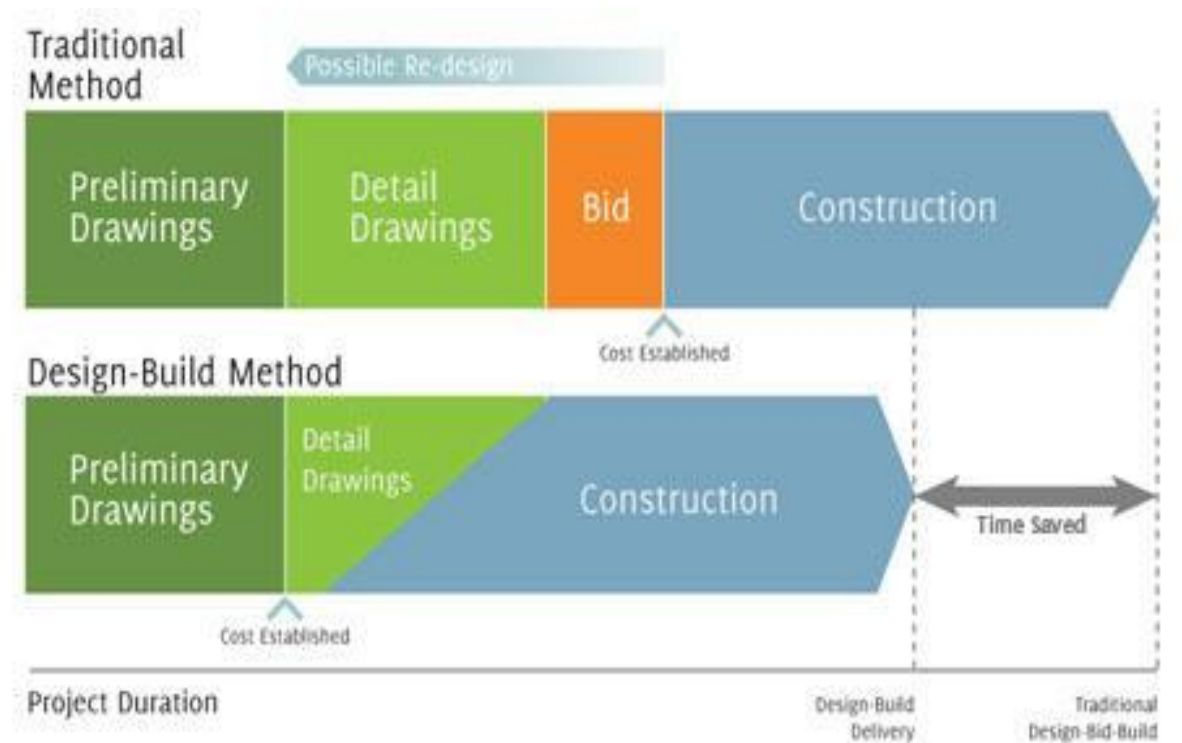 Traditional
Method
Possible Re-design
Preliminary
Drawings
Detail
Drawings
Bid
Construction
Cost Established
Design-Build Method
Preliminary
Drawings
Detail
Drawings
Construction
Time Saved
Cost Established
Project Duration
Design-Build
Delivery
Traditional
Design-Bid-Build